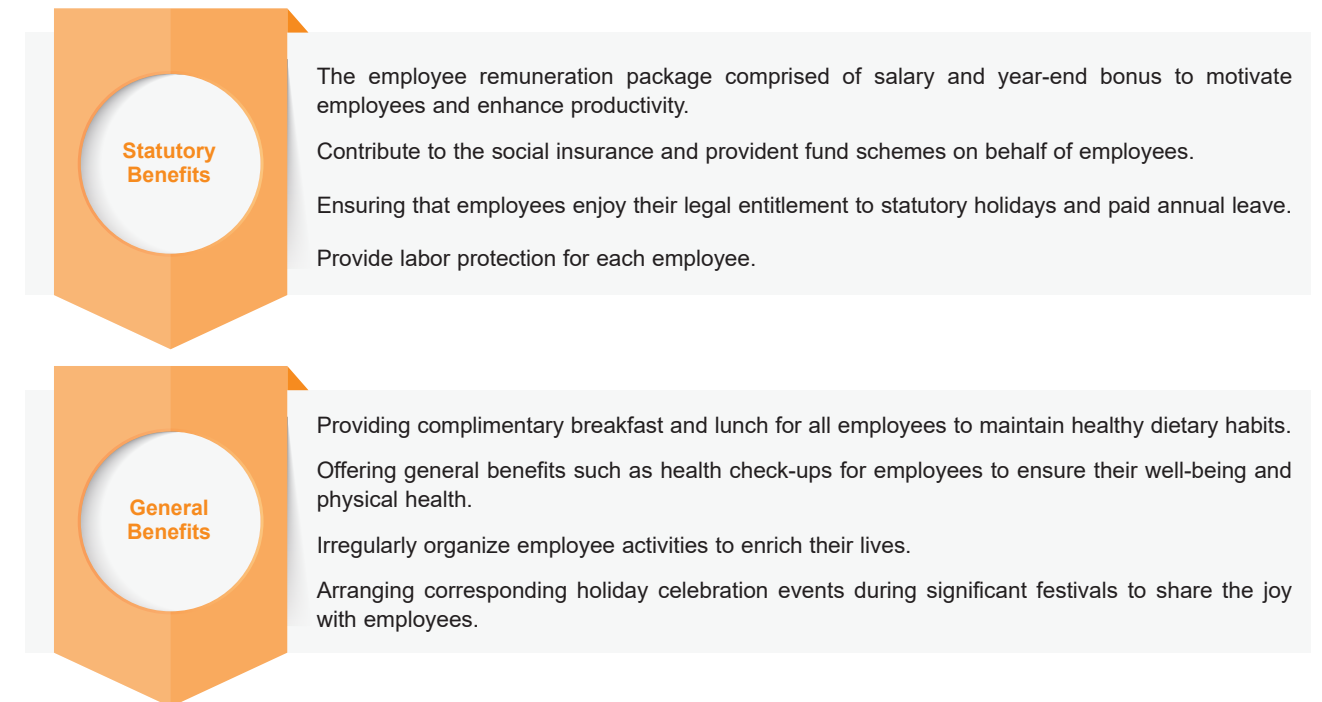 Statutory
Benefits
The employee remuneration package comprised of salary and year-end bonus to motivate
employees and enhance productivity.
Contribute to the social insurance and provident fund schemes on behalf of employees.
Ensuring that employees enjoy their legal entitlement to statutory holidays and paid annual leave.
Provide labor protection for each employee.
General
Benefits
Providing complimentary breakfast and lunch for all employees to maintain healthy dietary habits.
Offering general benefits such as health check-ups for employees to ensure their well-being and
physical health.
Irregularly organize employee activities to enrich their lives.
Arranging corresponding holiday celebration events during significant festivals to share the joy
with employees.